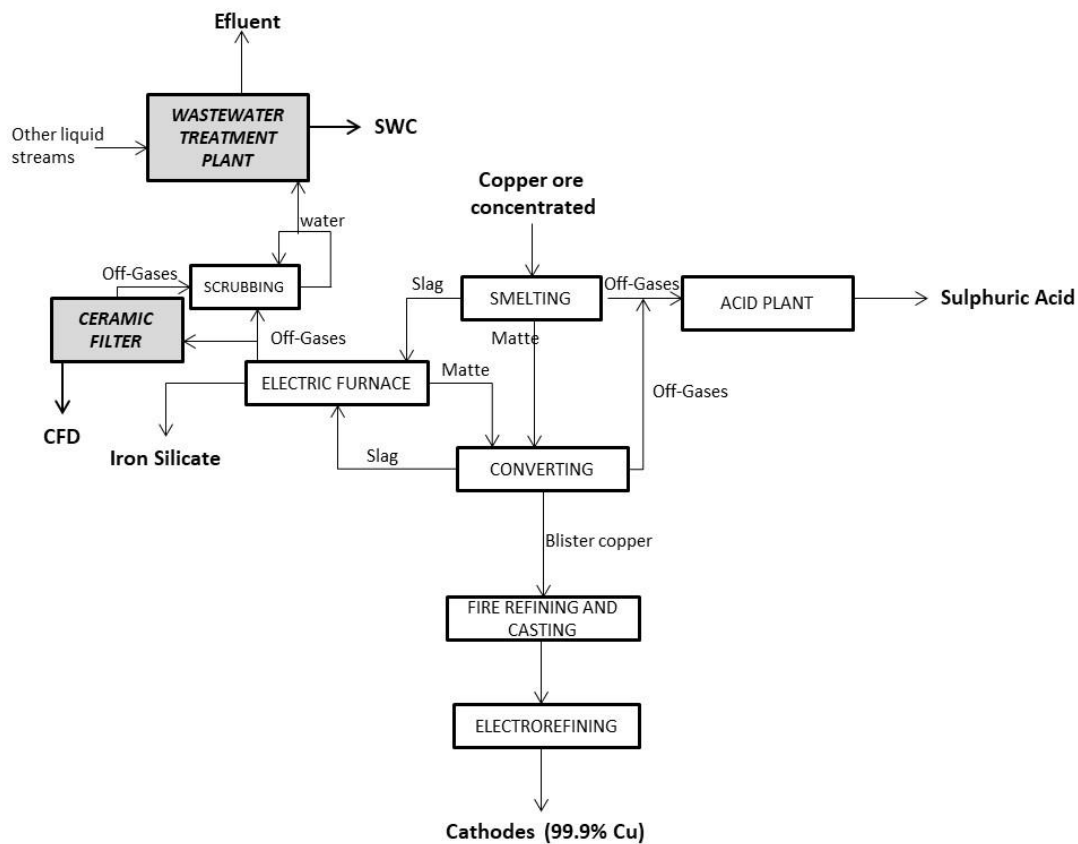 Efluent
WASTEWATER
TREATMENT
PLANT
SWC
Other liquid
streams
Copper ore
concentrated
water
Off-Gases
SCRUBBING
Slag
SMELTING
Off-Gases
ACID PLANT
Sulphuric Acid
CERAMIC
FILTER
Off-Gases
Matte
ELECTRIC FURNACE
Matte
Off-Gases
CFD
Iron Silicate
Slag
CONVERTING
Blister copper
FIRE REFINING AND
CASTING
ELECTROREFINING
Cathodes (99.9% Cu)